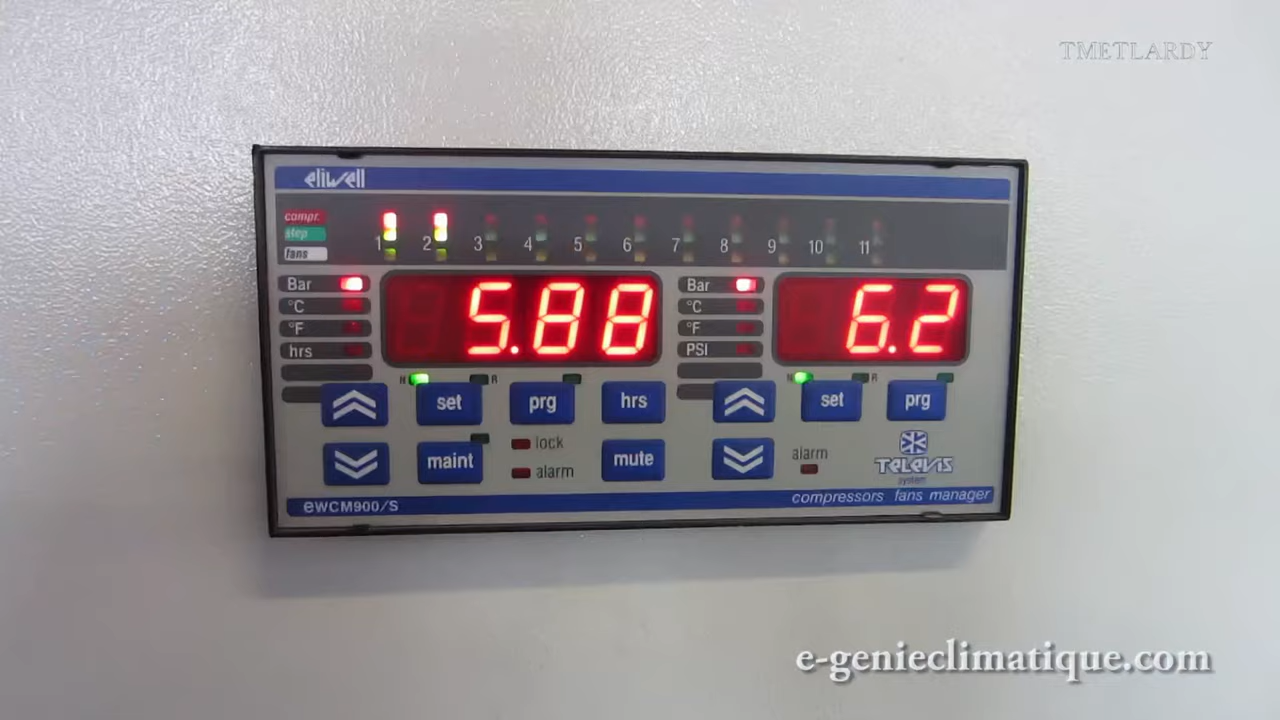 TMETLARDY
eliwell
compr.
step
fans
1 2 3 4 5 6 7 8 9 10 11
Bar
°C
°F
hrs
5.88
Bar
°C
°F
PSI
6.2
N R
set prg hrs
maint
lock
alarm
mute
N R
set prg
alarm
TELEVIS
system
eWCM900/S
compressors fans manager
e-genieclimatique.com